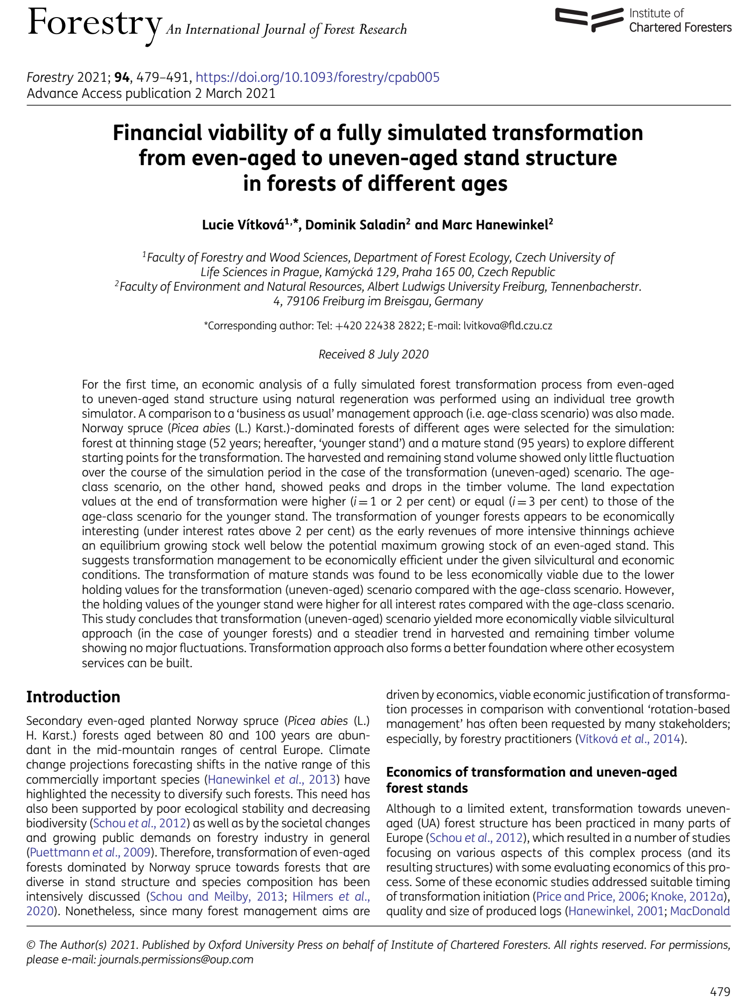 Forestry An International Journal of Forest Research
Institute of
Chartered Foresters
Forestry 2021; 94, 479–491, https://doi.org/10.1093/forestry/cpab005
Advance Access publication 2 March 2021
Financial viability of a fully simulated transformation
from even-aged to uneven-aged stand structure
in forests of different ages
Lucie Vítková1,*, Dominik Saladin2 and Marc Hanewinkel2
1Faculty of Forestry and Wood Sciences, Department of Forest Ecology, Czech University of
Life Sciences in Prague, Kamýcká 129, Praha 165 00, Czech Republic
2Faculty of Environment and Natural Resources, Albert Ludwigs University Freiburg, Tennenbacherstr.
4, 79106 Freiburg im Breisgau, Germany
*Corresponding author: Tel: +420 22438 2822; E-mail: lvitkova@fld.czu.cz
Received 8 July 2020
For the first time, an economic analysis of a fully simulated forest transformation process from even-aged
to uneven-aged stand structure using natural regeneration was performed using an individual tree growth
simulator. A comparison to a ‘business as usual’ management approach (i.e. age-class scenario) was also made.
Norway spruce (Picea abies (L.) Karst.)-dominated forests of different ages were selected for the simulation:
forest at thinning stage (52 years; hereafter, ‘younger stand’) and a mature stand (95 years) to explore different
starting points for the transformation. The harvested and remaining stand volume showed only little fluctuation
over the course of the simulation period in the case of the transformation (uneven-aged) scenario. The age-
class scenario, on the other hand, showed peaks and drops in the timber volume. The land expectation
values at the end of transformation were higher (i = 1 or 2 per cent) or equal (i = 3 per cent) to those of the
age-class scenario for the younger stand. The transformation of younger forests appears to be economically
interesting (under interest rates above 2 per cent) as the early revenues of more intensive thinnings achieve
an equilibrium growing stock well below the potential maximum growing stock of an even-aged stand. This
suggests transformation management to be economically efficient under the given silvicultural and economic
conditions. The transformation of mature stands was found to be less economically viable due to the lower
holding values for the transformation (uneven-aged) scenario compared with the age-class scenario. However,
the holding values of the younger stand were higher for all interest rates compared with the age-class scenario.
This study concludes that transformation (uneven-aged) scenario yielded more economically viable silvicultural
approach (in the case of younger forests) and a steadier trend in harvested and remaining timber volume
showing no major fluctuations. Transformation approach also forms a better foundation where other ecosystem
services can be built.
Introduction
Secondary even-aged planted Norway spruce (Picea abies (L.)
H. Karst.) forests aged between 80 and 100 years are abun-
dant in the mid-mountain ranges of central Europe. Climate
change projections forecasting shifts in the native range of this
commercially important species (Hanewinkel et al., 2013) have
highlighted the necessity to diversify such forests. This need has
also been supported by poor ecological stability and decreasing
biodiversity (Schou et al., 2012) as well as by the societal changes
and growing public demands on forestry industry in general
(Puettmann et al., 2009). Therefore, transformation of even-aged
forests dominated by Norway spruce towards forests that are
diverse in stand structure and species composition has been
intensively discussed (Schou and Meilby, 2013; Hilmers et al.,
2020). Nonetheless, since many forest management aims are
driven by economics, viable economic justification of transforma-
tion processes in comparison with conventional ‘rotation-based
management’ has often been requested by many stakeholders;
especially, by forestry practitioners (Vítková et al., 2014).
Economics of transformation and uneven-aged
forest stands
Although to a limited extent, transformation towards uneven-
aged (UA) forest structure has been practiced in many parts of
Europe (Schou et al., 2012), which resulted in a number of studies
focusing on various aspects of this complex process (and its
resulting structures) with some evaluating economics of this pro-
cess. Some of these economic studies addressed suitable timing
of transformation initiation (Price and Price, 2006; Knoke, 2012a),
quality and size of produced logs (Hanewinkel, 2001; MacDonald
© The Author(s) 2021. Published by Oxford University Press on behalf of Institute of Chartered Foresters. All rights reserved. For permissions,
please e-mail: journals.permissions@oup.com
479